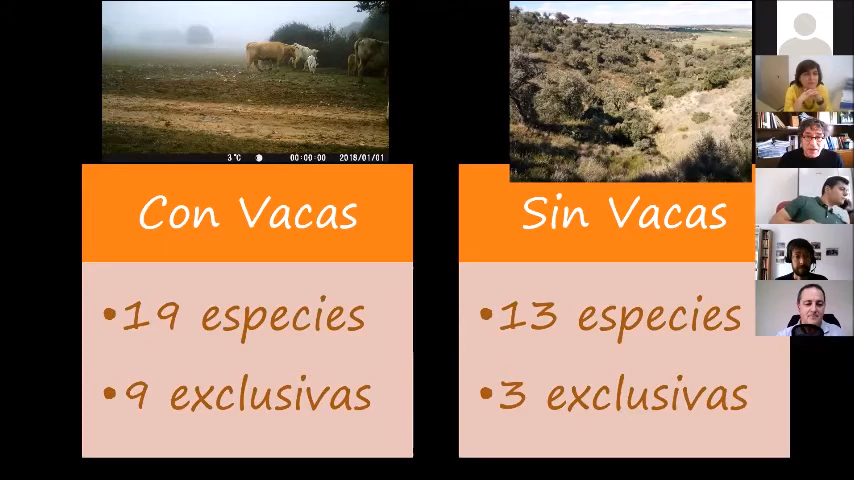 3°C 00:00:00 2018/01/01
Con Vacas
•19 especies
•9 exclusivas
Sin Vacas
•13 especies
•3 exclusivas